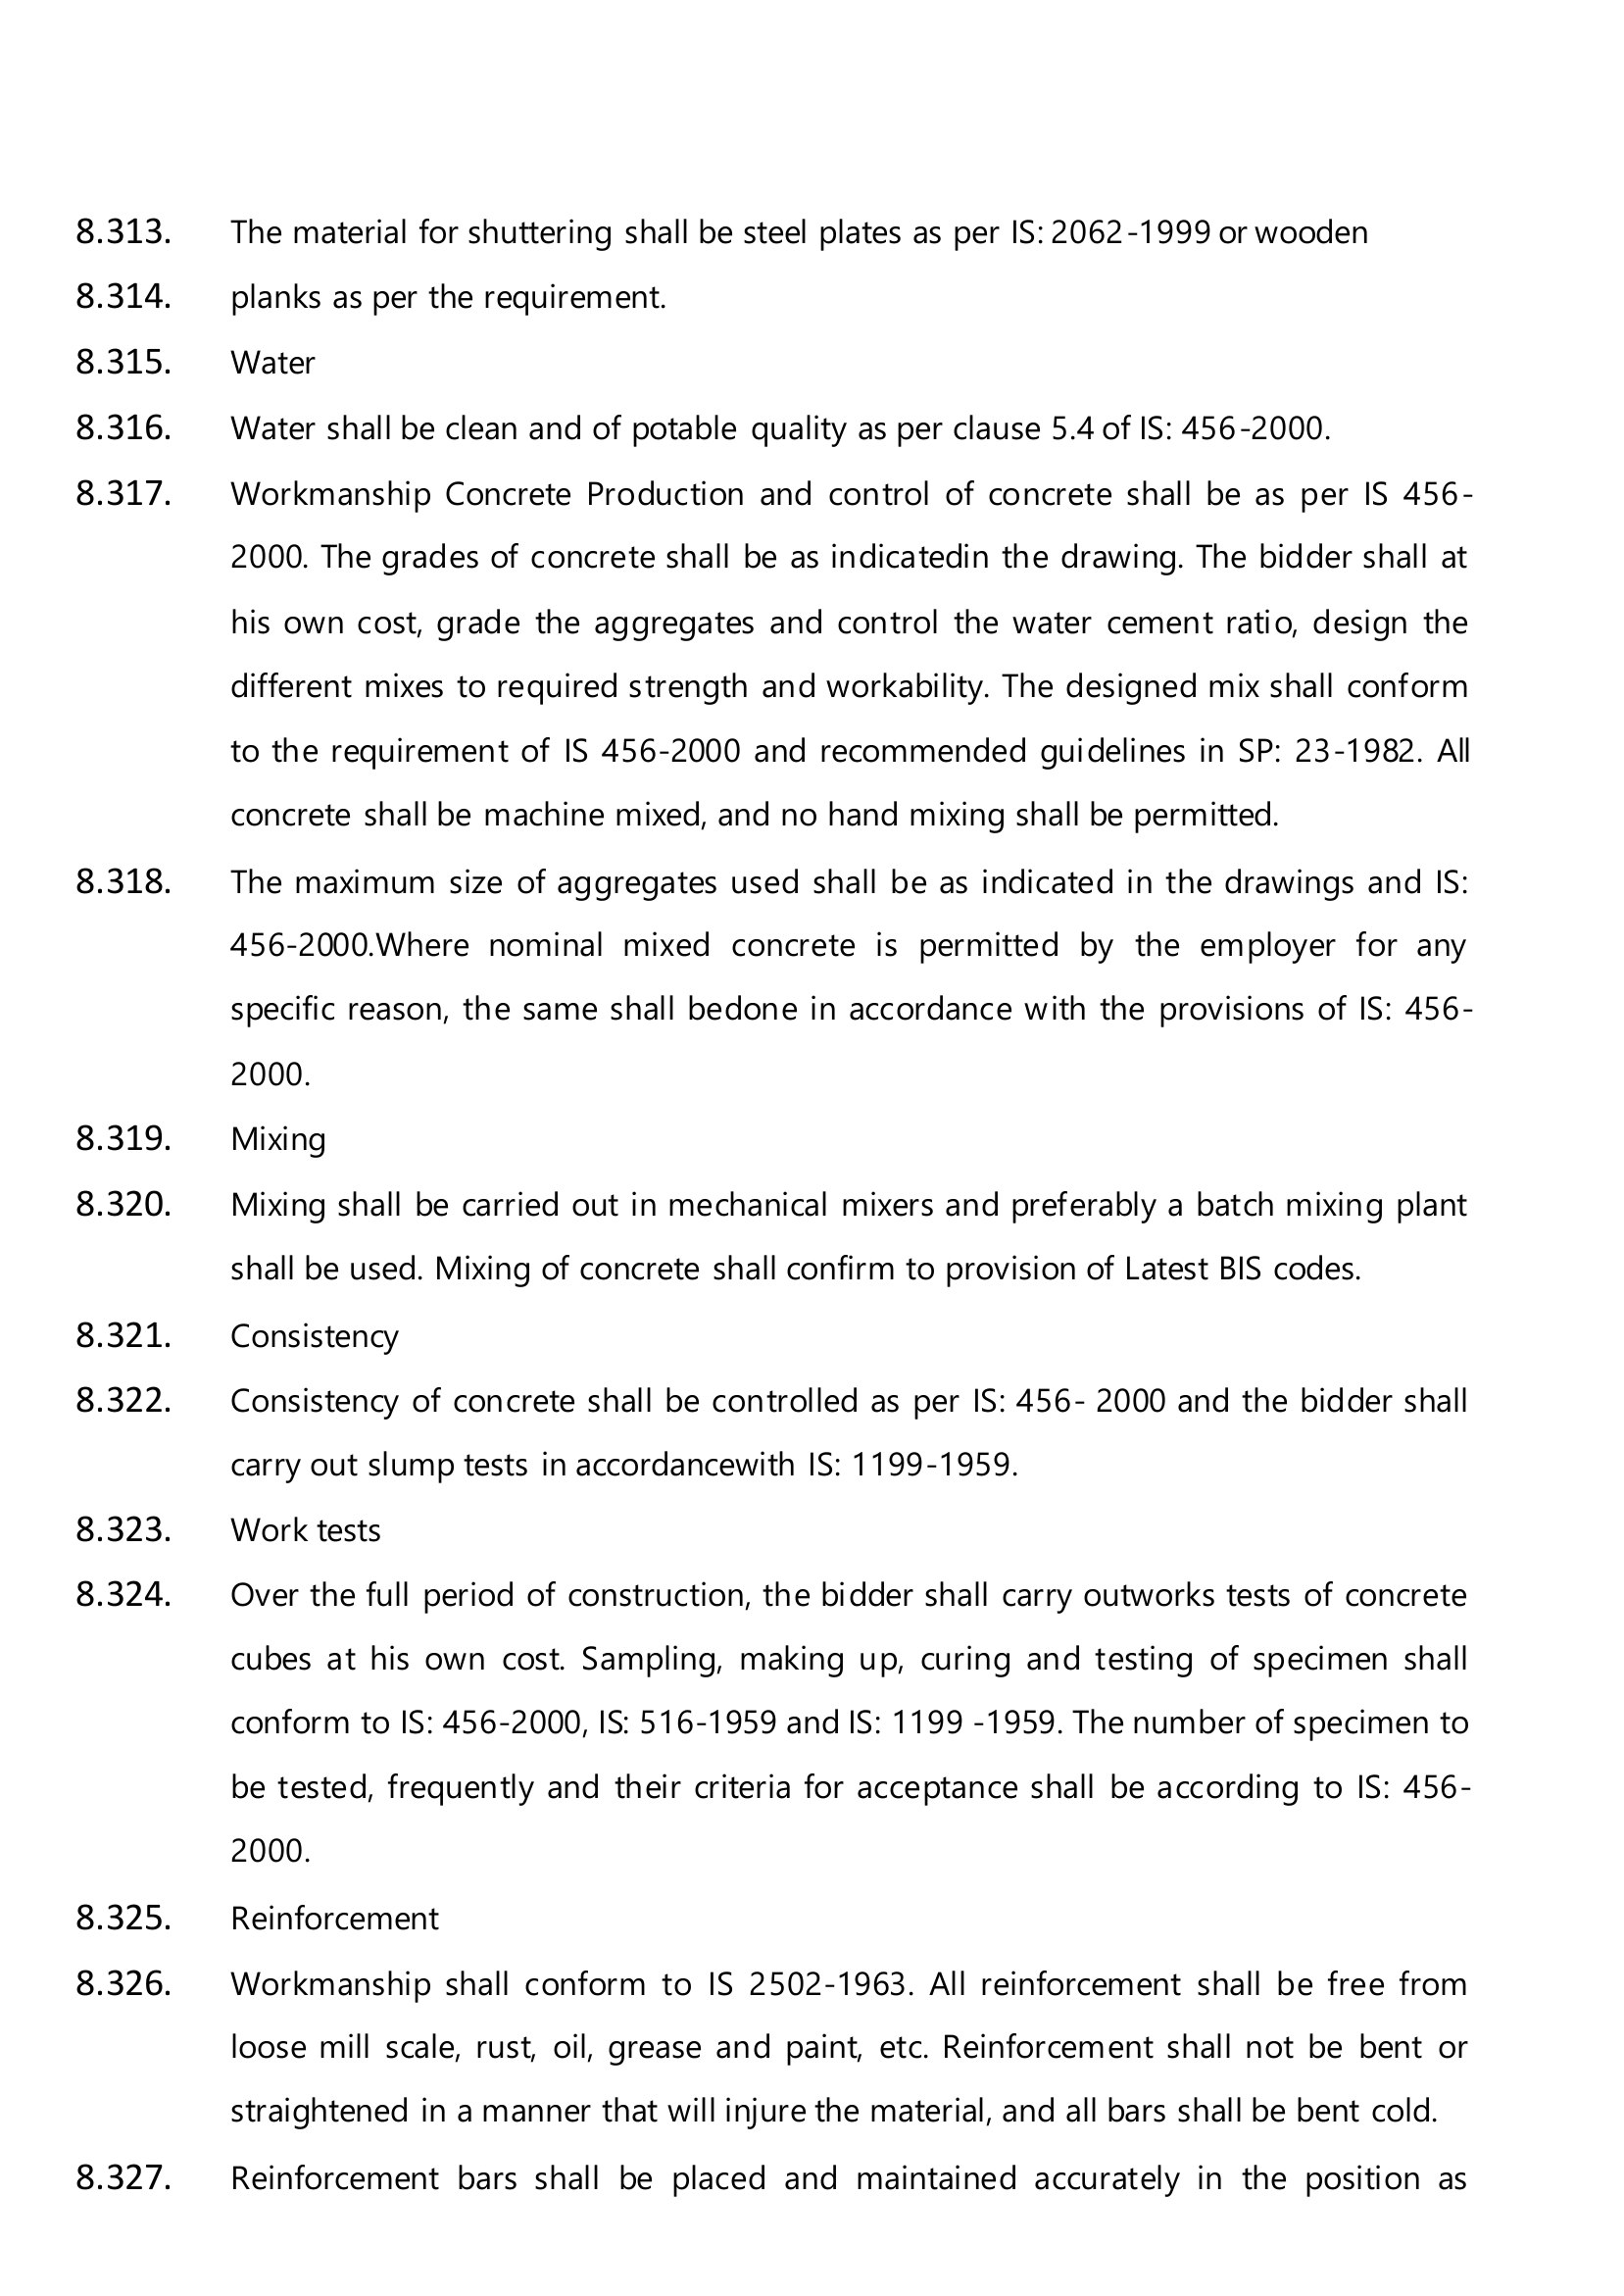 8.313. The material for shuttering shall be steel plates as per IS: 2062-1999 or wooden
8.314. planks as per the requirement.
8.315. Water
8.316. Water shall be clean and of potable quality as per clause 5.4 of IS: 456-2000.
8.317. Workmanship Concrete Production and control of concrete shall be as per IS 456-
2000. The grades of concrete shall be as indicatedin the drawing. The bidder shall at
his own cost, grade the aggregates and control the water cement ratio, design the
different mixes to required strength and workability. The designed mix shall conform
to the requirement of IS 456-2000 and recommended guidelines in SP: 23-1982. All
concrete shall be machine mixed, and no hand mixing shall be permitted.
8.318. The maximum size of aggregates used shall be as indicated in the drawings and IS:
456-2000.Where nominal mixed concrete is permitted by the employer for any
specific reason, the same shall bedone in accordance with the provisions of IS: 456-
2000.
8.319. Mixing
8.320. Mixing shall be carried out in mechanical mixers and preferably a batch mixing plant
shall be used. Mixing of concrete shall confirm to provision of Latest BIS codes.
8.321. Consistency
8.322. Consistency of concrete shall be controlled as per IS: 456- 2000 and the bidder shall
carry out slump tests in accordancewith IS: 1199-1959.
8.323. Work tests
8.324. Over the full period of construction, the bidder shall carry outworks tests of concrete
cubes at his own cost. Sampling, making up, curing and testing of specimen shall
conform to IS: 456-2000, IS: 516-1959 and IS: 1199 -1959. The number of specimen to
be tested, frequently and their criteria for acceptance shall be according to IS: 456-
2000.
8.325. Reinforcement
8.326. Workmanship shall conform to IS 2502-1963. All reinforcement shall be free from
loose mill scale, rust, oil, grease and paint, etc. Reinforcement shall not be bent or
straightened in a manner that will injure the material, and all bars shall be bent cold.
8.327. Reinforcement bars shall be placed and maintained accurately in the position as